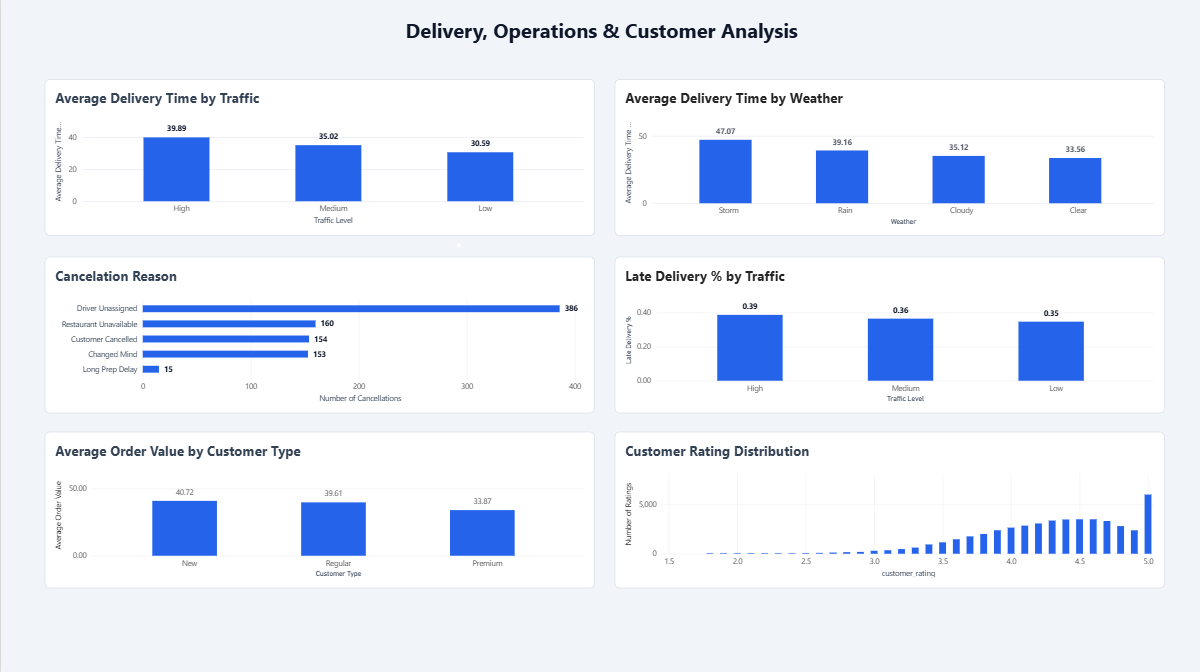 Delivery, Operations & Customer Analysis
Average Delivery Time by Traffic
Average Delivery Time...
40
20
0
39.89
35.02
30.59
High
Medium
Low
Traffic Level
Average Delivery Time by Weather
Average Delivery Time ...
50
0
47.07
39.16
35.12
33.56
Storm
Rain
Cloudy
Clear
Weather
Cancelation Reason
Driver Unassigned
386
Restaurant Unavailable
160
Customer Cancelled
154
Changed Mind
153
Long Prep Delay
15
0
100
200
300
400
Number of Cancellations
Late Delivery % by Traffic
Late Delivery %
0.40
0.20
0.00
0.39
0.36
0.35
High
Medium
Low
Traffic Level
Average Order Value by Customer Type
Average Order Value
50.00
0.00
40.72
39.61
33.87
New
Regular
Premium
Customer Type
Customer Rating Distribution
Number of Ratings
5,000
0
1.5
2.0
2.5
3.0
3.5
4.0
4.5
5.0
customer_rating